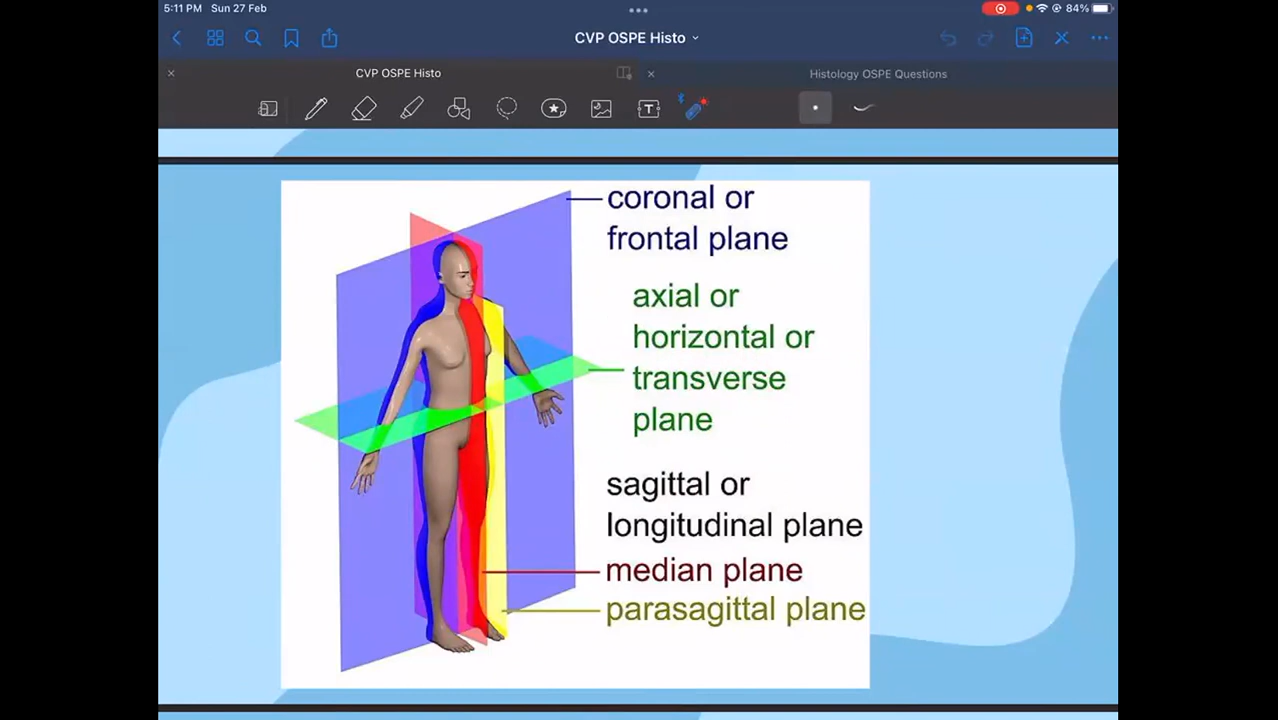 5:11 PM Sun 27 Feb
84%
CVP OSPE Histo
CVP OSPE Histo
Histology OSPE Questions
T
coronal or
frontal plane
axial or
horizontal or
transverse
plane
sagittal or
longitudinal plane
median plane
parasagittal plane